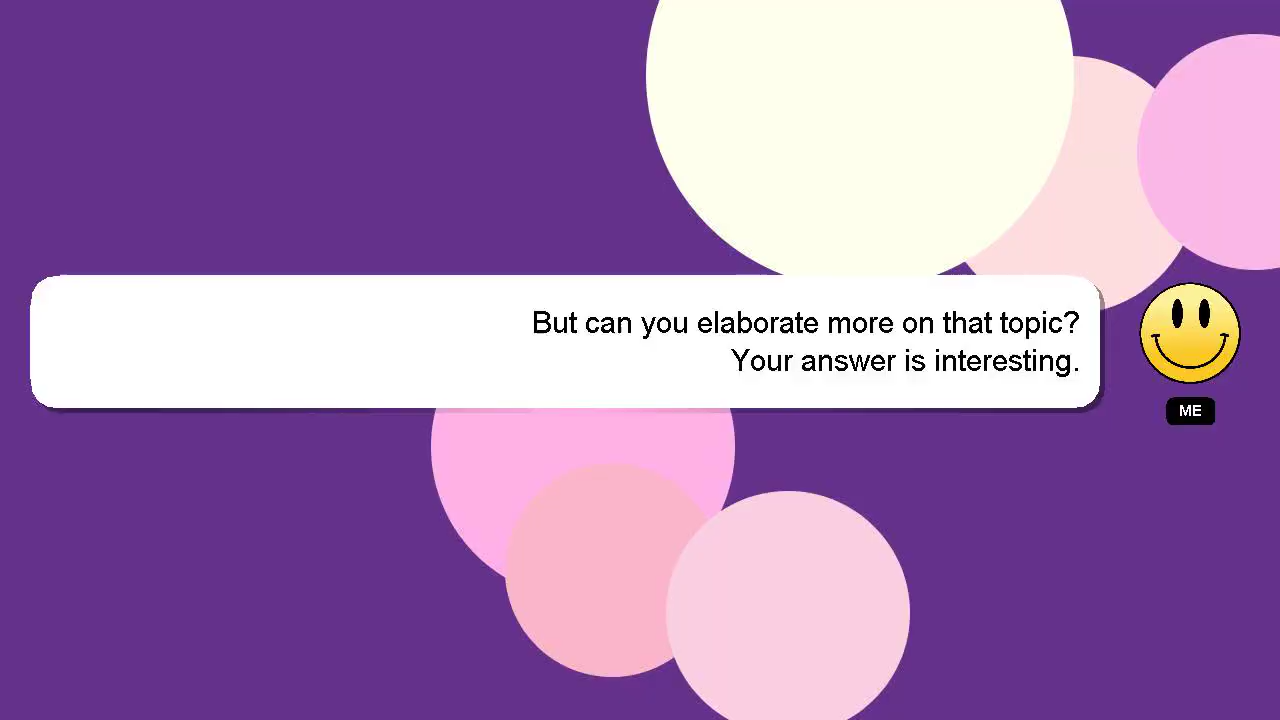 But can you elaborate more on that topic?
Your answer is interesting.
ME